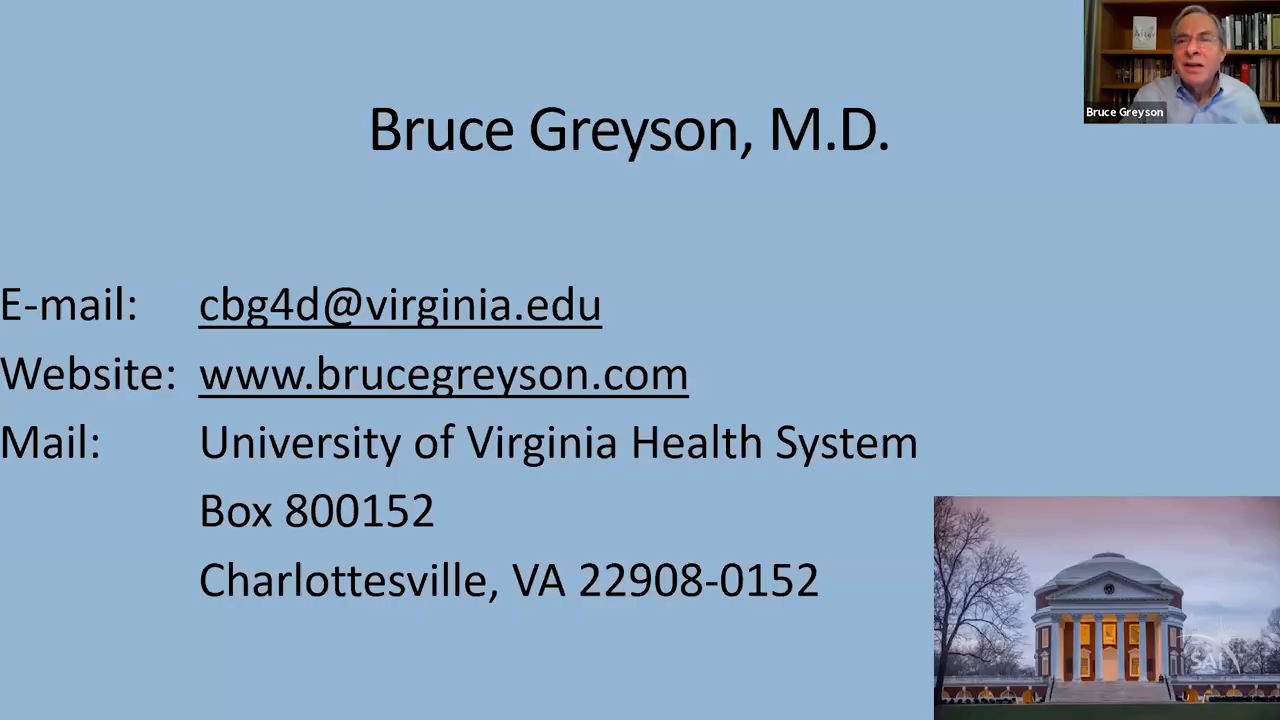 Bruce Greyson, M.D.
Bruce Greyson
E-mail: cbg4d@virginia.edu
Website: www.brucegreyson.com
Mail: University of Virginia Health System
Box 800152
Charlottesville, VA 22908-0152